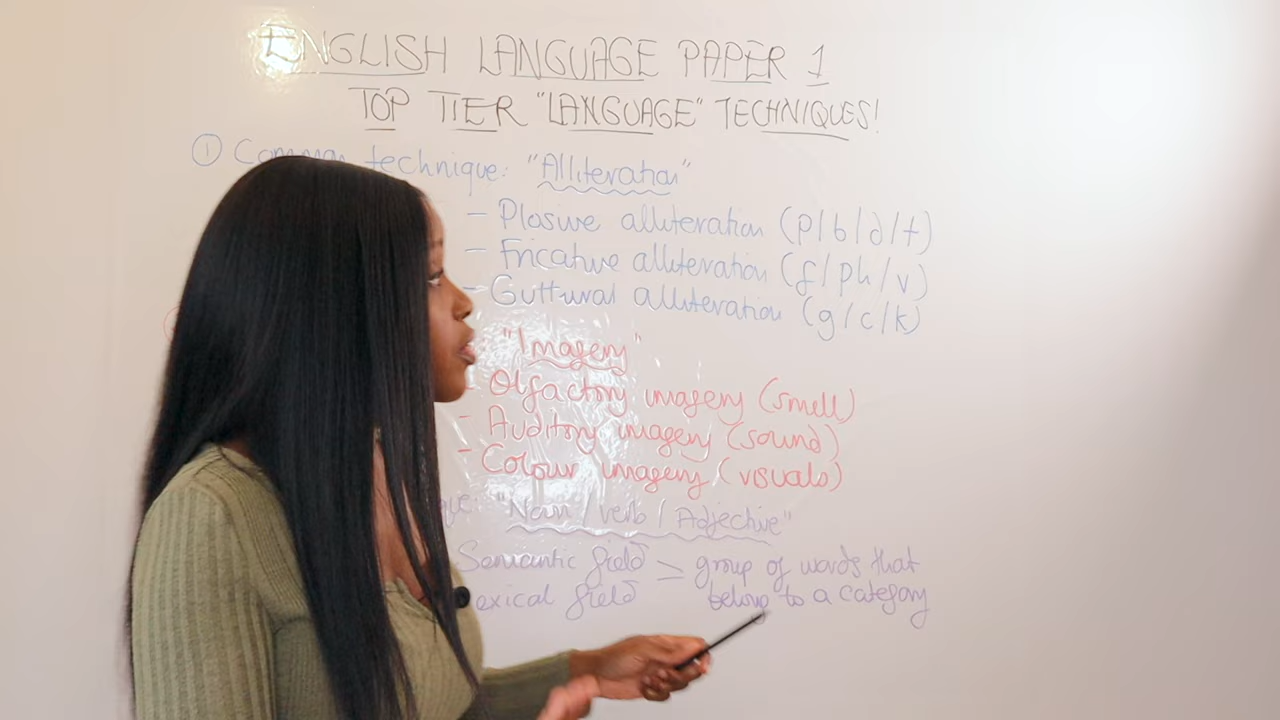 ENGLISH LANGUAGE PAPER 1
TOP TIER "LANGUAGE" TECHNIQUES!
① Common technique: "Alliteration"
- Plosive alliteration (p/b/d/t)
- Fricative alliteration (f/ph/v)
- Guttural alliteration (g/c/k)
"Imagery"
- Olfactory imagery (smell)
- Auditory imagery (sound)
- Colour imagery (visuals)
que: "Noun / verb / Adjective"
Semantic field = group of words that
exical field belong to a category